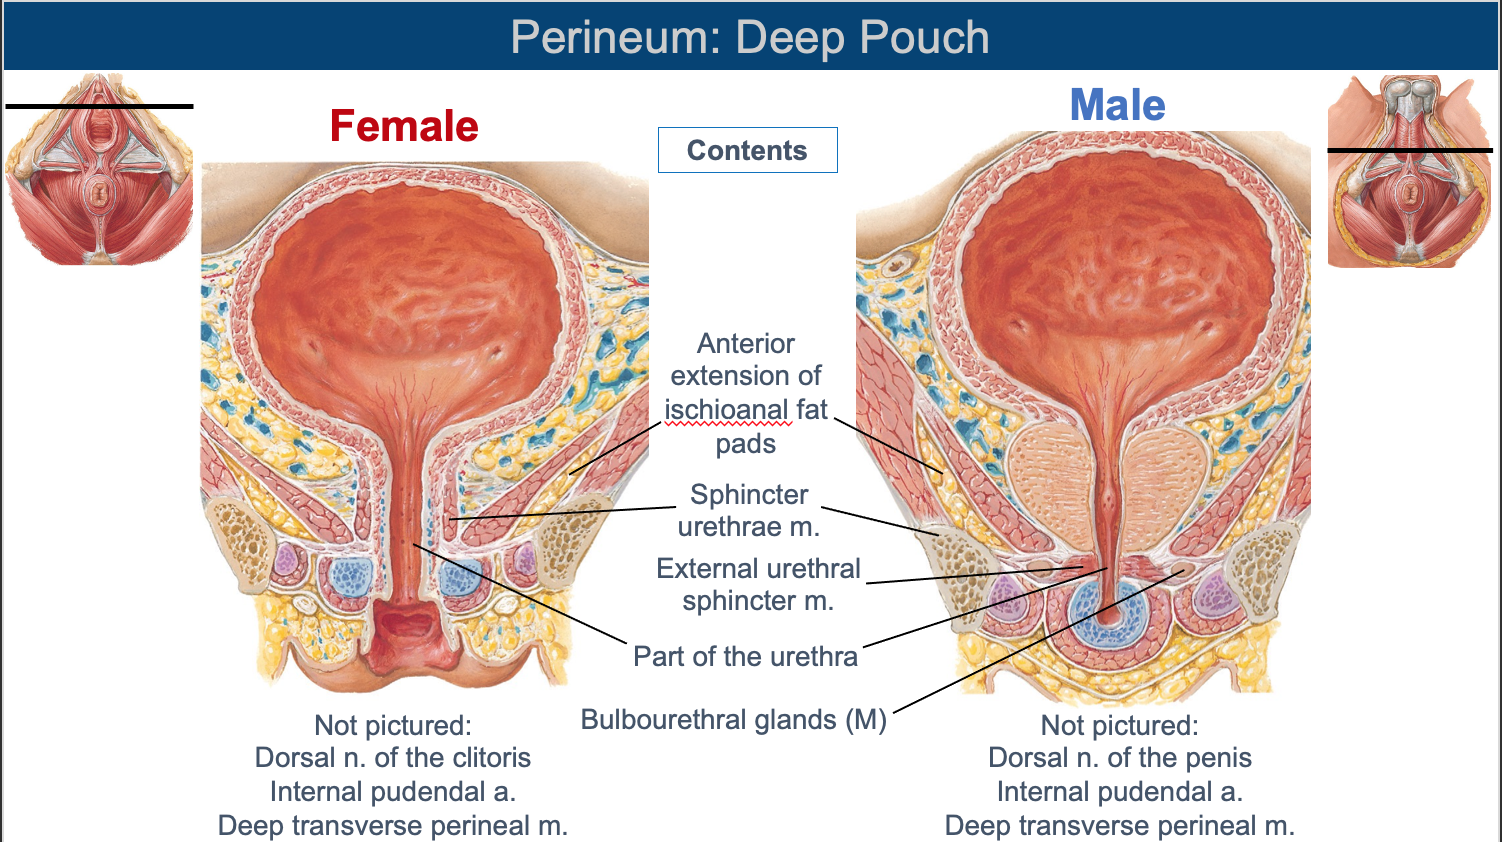 Perineum: Deep Pouch
Female
Male
Contents
Anterior
extension of
ischioanal fat
pads
Sphincter
urethrae m.
External urethral
sphincter m.
Part of the urethra
Bulbourethral glands (M)
Not pictured:
Dorsal n. of the clitoris
Internal pudendal a.
Deep transverse perineal m.
Not pictured:
Dorsal n. of the penis
Internal pudendal a.
Deep transverse perineal m.